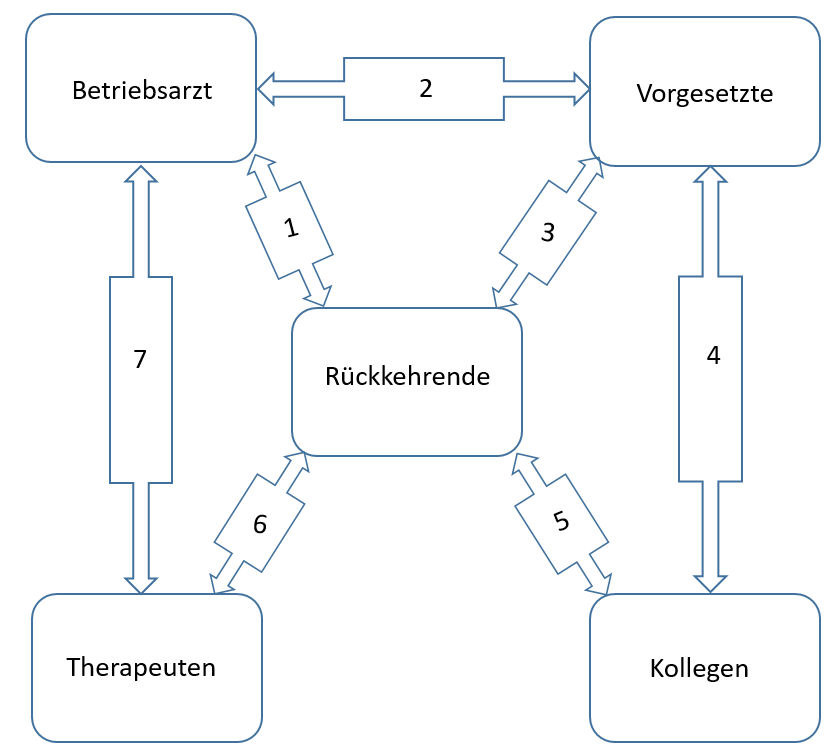 Betriebsarzt
2
Vorgesetzte
1
3
7
4
Rückkehrende
6
5
Therapeuten
Kollegen